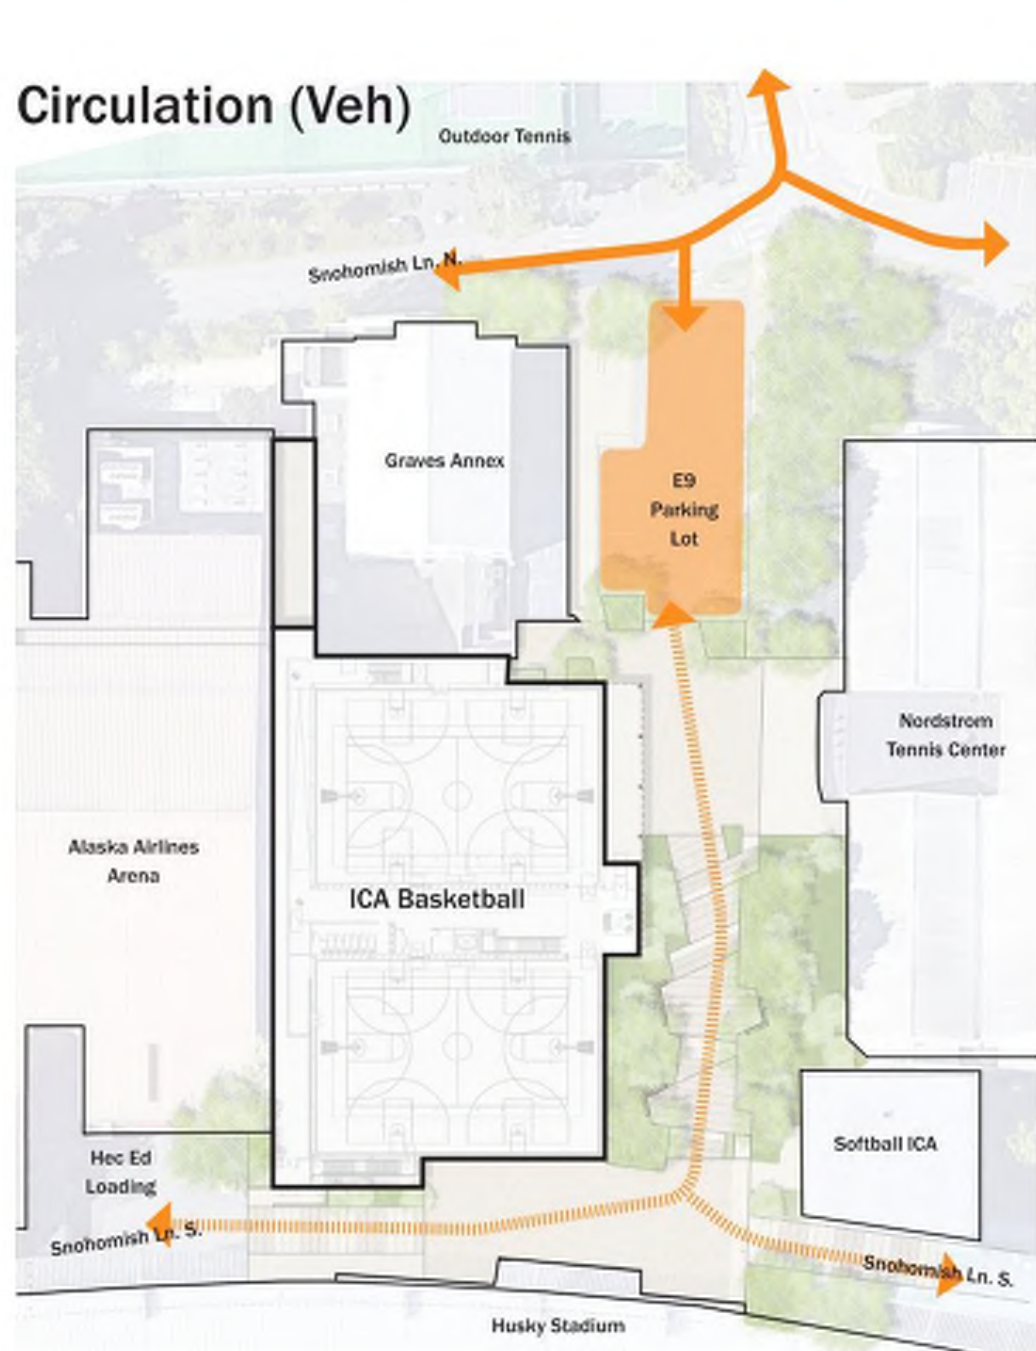 Circulation (Veh)
Outdoor Tennis
Snohomish Ln. N.
Graves Annex
E9
Parking
Lot
Nordstrom
Tennis Center
Alaska Airlines
Arena
ICA Basketball
Softball ICA
Hec Ed
Loading
Snohomish Ln. S.
Snohomish Ln. S.
Husky Stadium